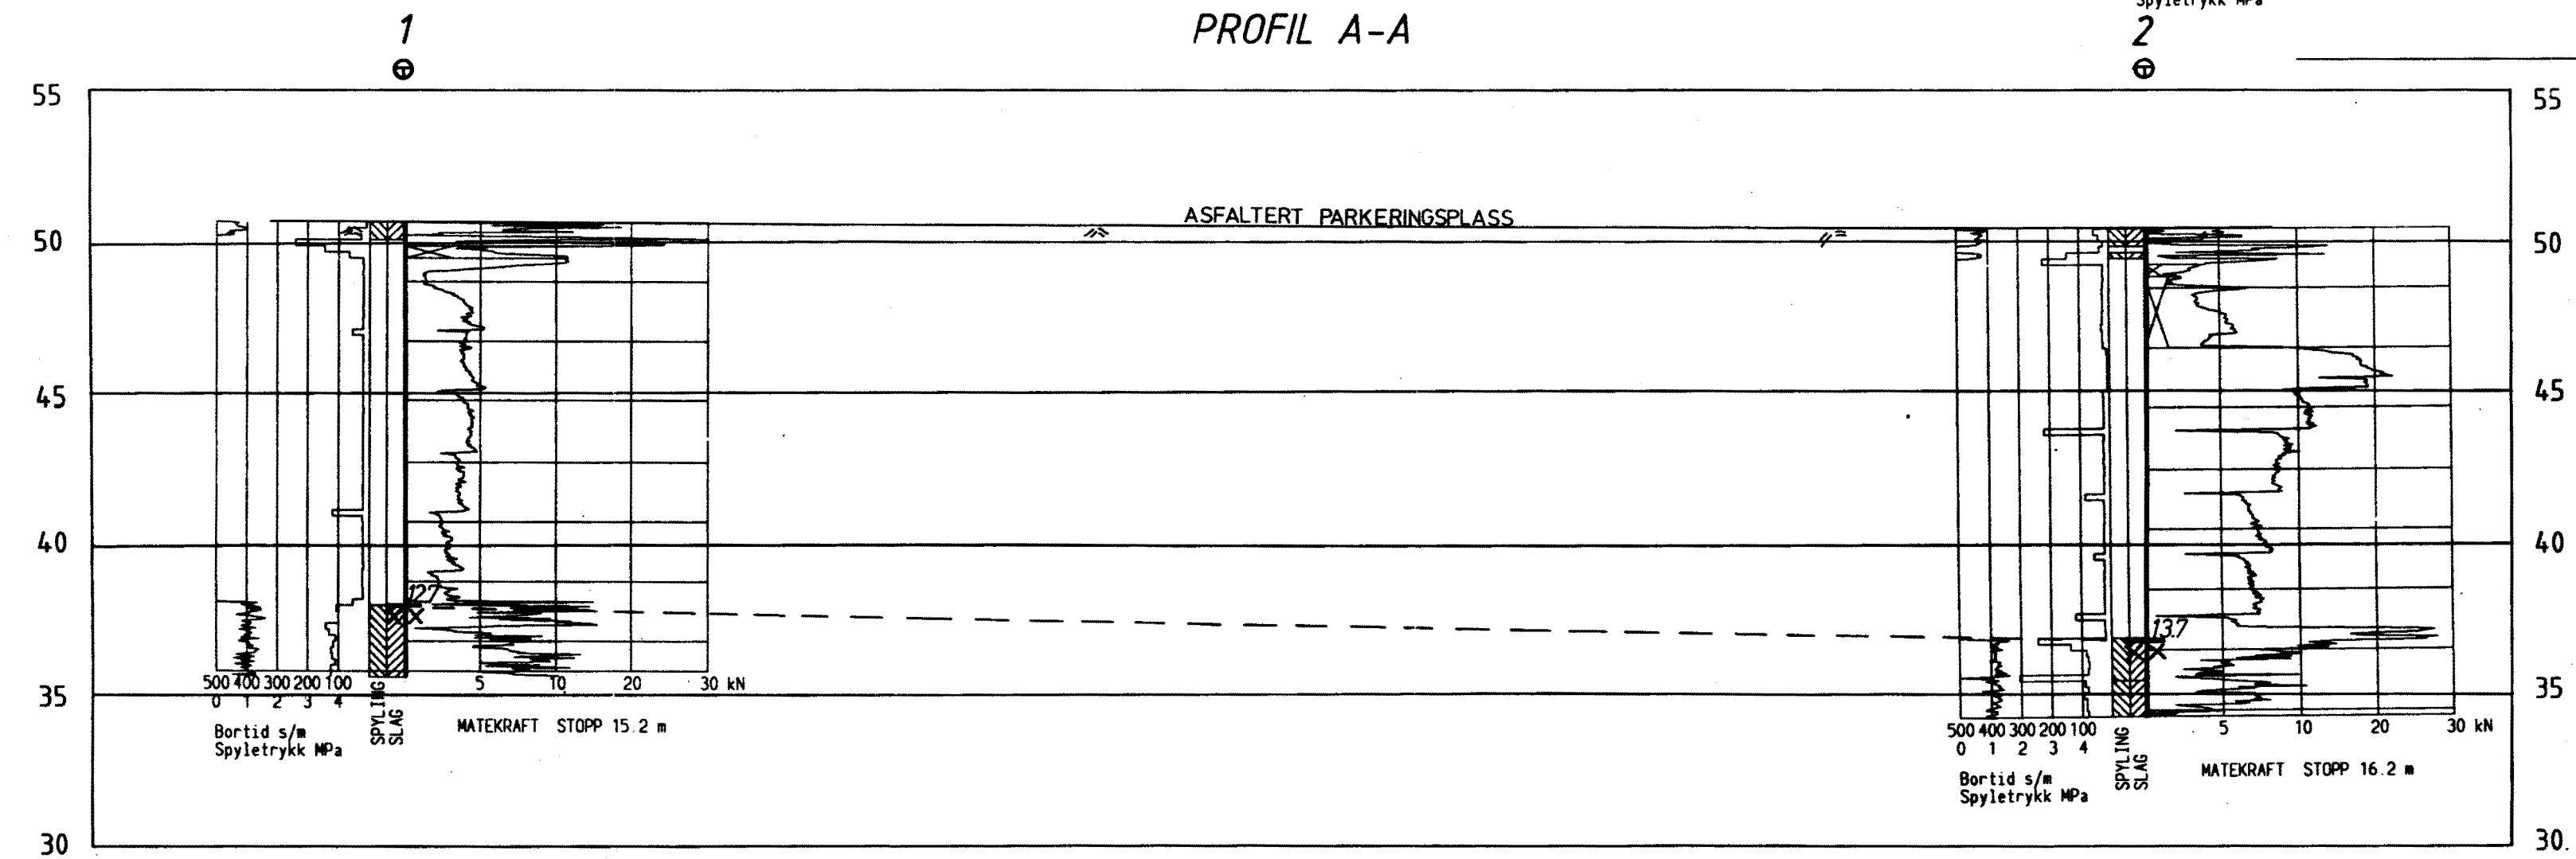 Spyletrykk MPa
1
PROFIL A-A
2
55
55
ASFALTERT PARKERINGSPLASS
50
50
45
45
40
40
12.7
13.7
35
35
500 400 300 200 100
0 1 2 3 4
SPYLING
SLAG
5 10 20 30 kN
Bortid s/m
Spyletrykk MPa
MATEKRAFT STOPP 15.2 m
500 400 300 200 100
0 1 2 3 4
SPYLING
SLAG
5 10 20 30 kN
Bortid s/m
Spyletrykk MPa
MATEKRAFT STOPP 16.2 m
30
30.